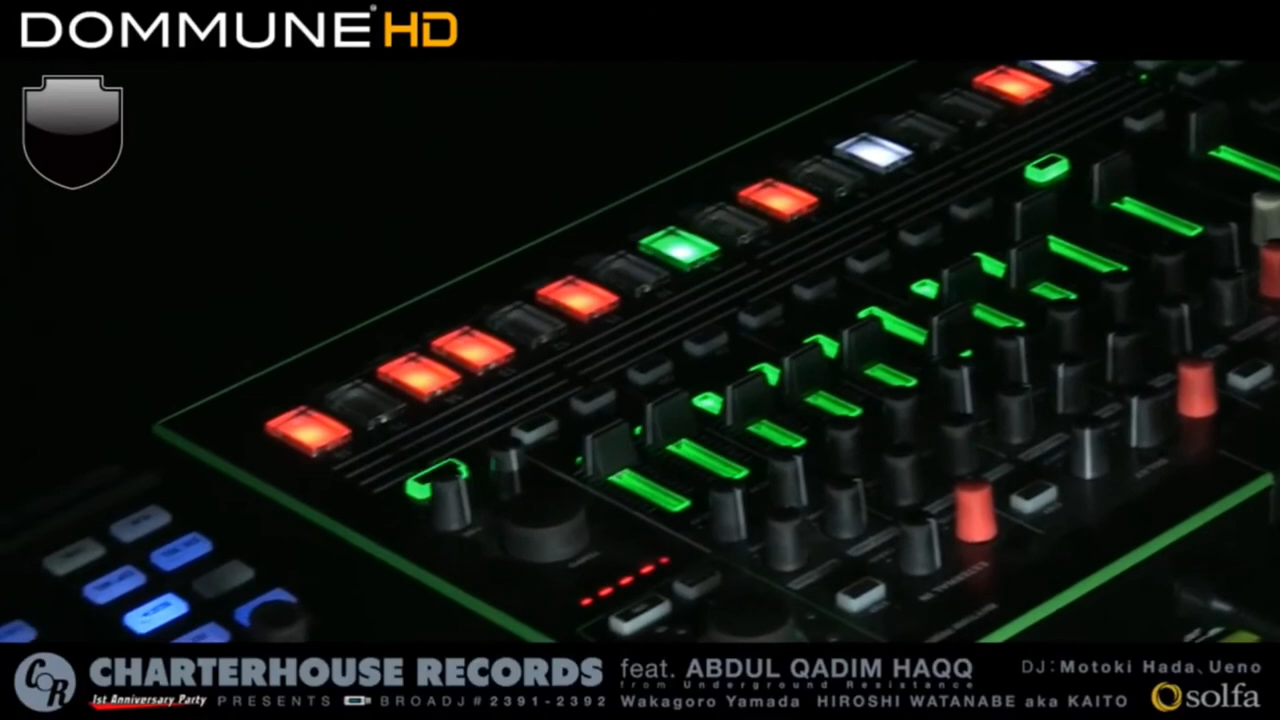 DOMMUNE® HD
CHARTERHOUSE RECORDS feat. ABDUL QADIM HAQQ
from Underground Resistance
DJ:Motoki Hada、Ueno
CR
1st Anniversary Party PRESENTS BROADJ#2391-2392 Wakagoro Yamada HIROSHI WATANABE aka KAITO
solfa